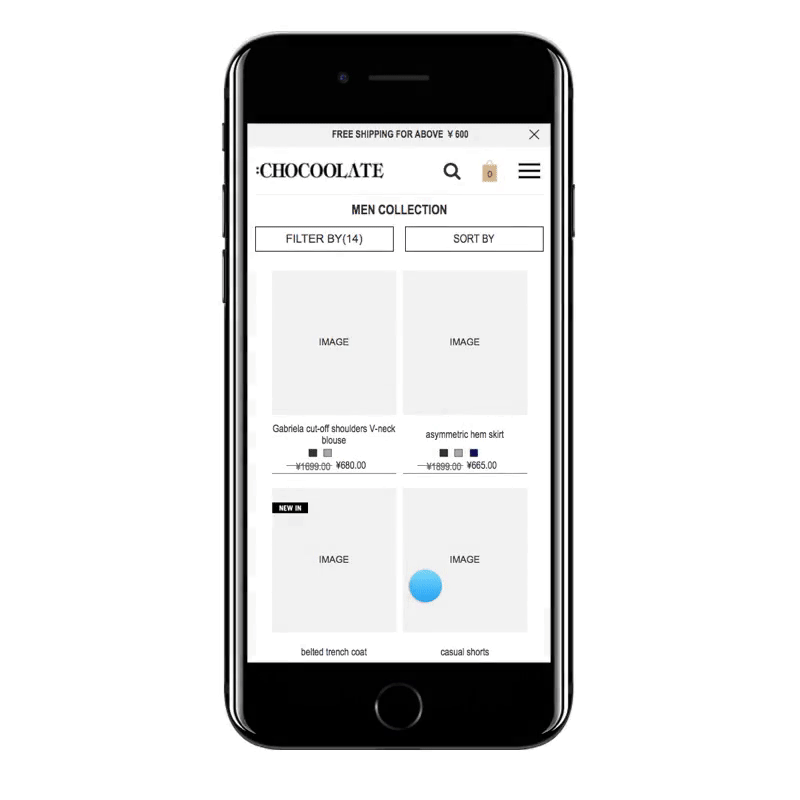 FREE SHIPPING FOR ABOVE ¥ 600
:CHOCOOLATE
0
MEN COLLECTION
FILTER BY(14)
SORT BY
IMAGE
IMAGE
Gabriela cut-off shoulders V-neck
blouse
¥1699.00 ¥680.00
asymmetric hem skirt
¥1899.00 ¥665.00
NEW IN
IMAGE
IMAGE
belted trench coat
casual shorts